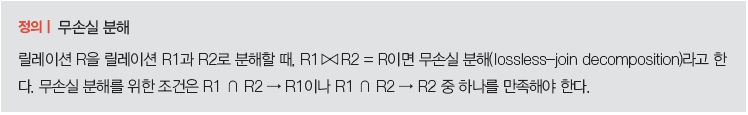 정의 | 무손실 분해
릴레이션 R을 릴레이션 R1과 R2로 분해할 때, R1⋈R2 = R이면 무손실 분해(lossless-join decomposition)라고 한
다. 무손실 분해를 위한 조건은 R1 ∩ R2 → R1이나 R1 ∩ R2 → R2 중 하나를 만족해야 한다.